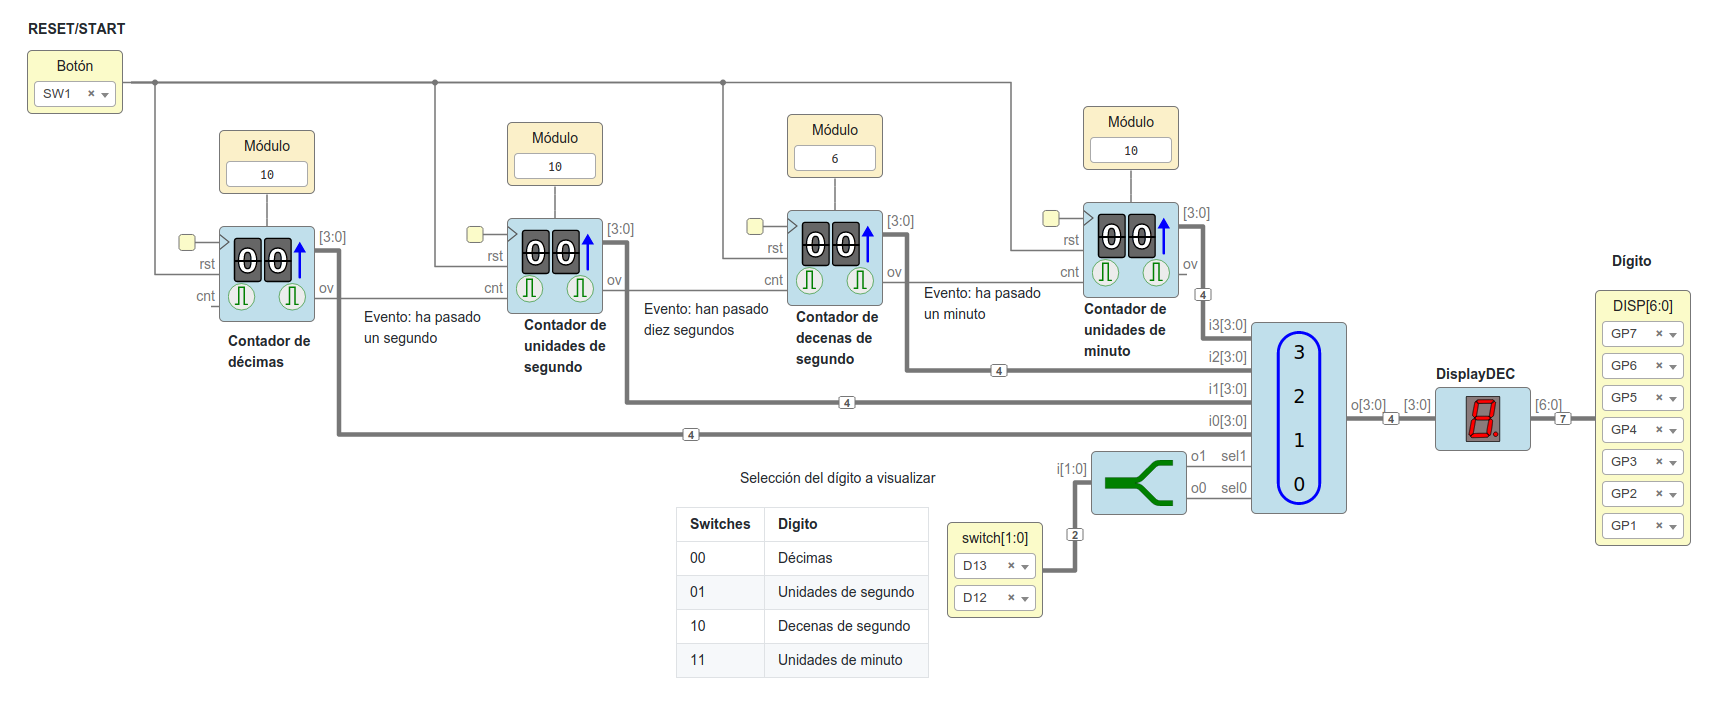 RESET/START
Botón
SW1
Módulo
10
Módulo
10
Módulo
6
Módulo
10
[3:0]
rst
cnt
ov
00
Contador de
décimas
Evento: ha pasado
un segundo
[3:0]
rst
cnt
ov
00
Contador de
unidades de
segundo
Evento: han pasado
diez segundos
[3:0]
rst
cnt
ov
00
Contador de
decenas de
segundo
Evento: ha pasado
un minuto
[3:0]
rst
cnt
ov
00
Contador de
unidades de
minuto
4
4
4
4
i3[3:0]
i2[3:0]
i1[3:0]
i0[3:0]
3
2
1
0
o1 sel1
o0 sel0
i[1:0]
2
switch[1:0]
D13
D12
o[3:0]
4
[3:0]
DisplayDEC
8.
[6:0]
7
Dígito
DISP[6:0]
GP7
GP6
GP5
GP4
GP3
GP2
GP1
Selección del dígito a visualizar
Switches Digito
00 Décimas
01 Unidades de segundo
10 Decenas de segundo
11 Unidades de minuto